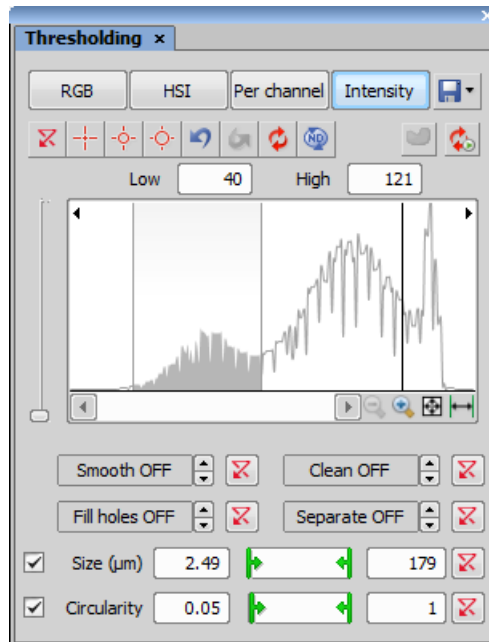 Thresholding ×
RGB HSI Per channel Intensity
ND
Low 40 High 121
Smooth OFF Clean OFF
Fill holes OFF Separate OFF
Size (µm) 2.49 179
Circularity 0.05 1